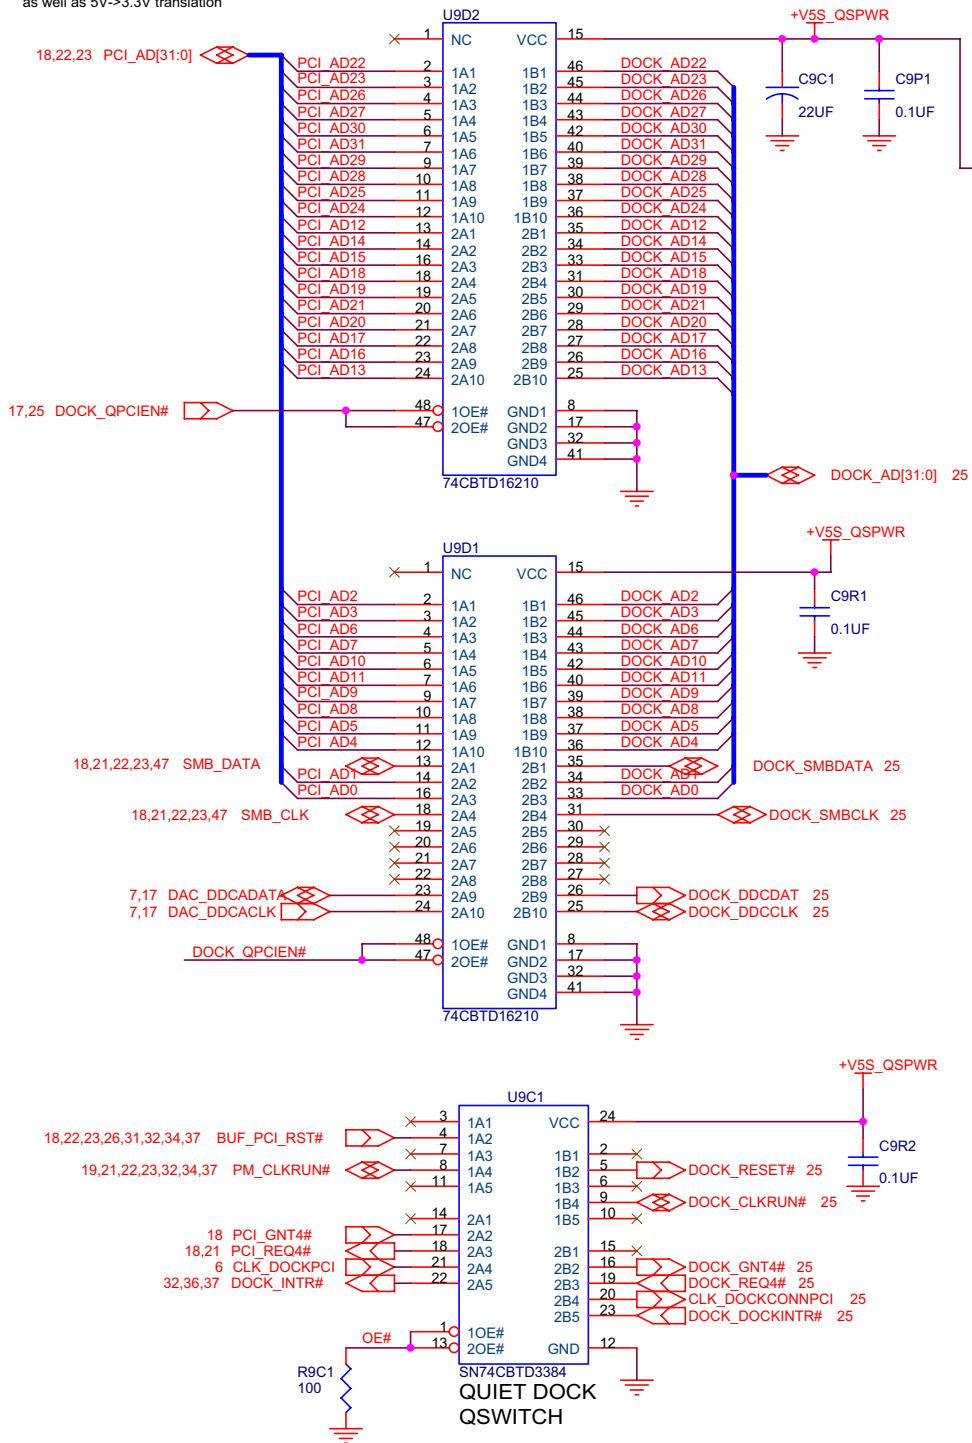 as well as 5V->3.3V translation
U9D2
+V5S_QSPWR
1 NC VCC 15
18,22,23 PCI_AD[31:0]
PCI_AD22 2 1A1 1B1 46 DOCK_AD22
PCI_AD23 3 1A2 1B2 45 DOCK_AD23
PCI_AD26 4 1A3 1B3 44 DOCK_AD26
PCI_AD27 5 1A4 1B4 43 DOCK_AD27
PCI_AD30 6 1A5 1B5 42 DOCK_AD30
PCI_AD31 7 1A6 1B6 40 DOCK_AD31
PCI_AD29 9 1A7 1B7 39 DOCK_AD29
PCI_AD28 10 1A8 1B8 38 DOCK_AD28
PCI_AD25 11 1A9 1B9 37 DOCK_AD25
PCI_AD24 12 1A10 1B10 36 DOCK_AD24
PCI_AD12 13 2A1 2B1 35 DOCK_AD12
PCI_AD14 14 2A2 2B2 34 DOCK_AD14
PCI_AD15 16 2A3 2B3 33 DOCK_AD15
PCI_AD18 18 2A4 2B4 31 DOCK_AD18
PCI_AD19 19 2A5 2B5 30 DOCK_AD19
PCI_AD21 20 2A6 2B6 29 DOCK_AD21
PCI_AD20 21 2A7 2B7 28 DOCK_AD20
PCI_AD17 22 2A8 2B8 27 DOCK_AD17
PCI_AD16 23 2A9 2B9 26 DOCK_AD16
PCI_AD13 24 2A10 2B10 25 DOCK_AD13
C9C1
22UF
C9P1
0.1UF
17,25 DOCK_QPCIEN# 48 1OE# GND1 8
47 2OE# GND2 17
GND3 32
GND4 41
74CBTD16210
DOCK_AD[31:0] 25
U9D1
+V5S_QSPWR
1 NC VCC 15
PCI_AD2 2 1A1 1B1 46 DOCK_AD2
PCI_AD3 3 1A2 1B2 45 DOCK_AD3
PCI_AD6 4 1A3 1B3 44 DOCK_AD6
PCI_AD7 5 1A4 1B4 43 DOCK_AD7
PCI_AD10 6 1A5 1B5 42 DOCK_AD10
PCI_AD11 7 1A6 1B6 40 DOCK_AD11
PCI_AD9 9 1A7 1B7 39 DOCK_AD9
PCI_AD8 10 1A8 1B8 38 DOCK_AD8
PCI_AD5 11 1A9 1B9 37 DOCK_AD5
PCI_AD4 12 1A10 1B10 36 DOCK_AD4
18,21,22,23,47 SMB_DATA 13 2A1 2B1 35 DOCK_SMBDATA 25
PCI_AD1 14 2A2 2B2 34 DOCK_AD1
PCI_AD0 16 2A3 2B3 33 DOCK_AD0
18,21,22,23,47 SMB_CLK 18 2A4 2B4 31 DOCK_SMBCLK 25
19 2A5 2B5 30
20 2A6 2B6 29
21 2A7 2B7 28
22 2A8 2B8 27
7,17 DAC_DDCADATA 23 2A9 2B9 26 DOCK_DDCDAT 25
7,17 DAC_DDCACLK 24 2A10 2B10 25 DOCK_DDCCLK 25
C9R1
0.1UF
DOCK_QPCIEN# 48 1OE# GND1 8
47 2OE# GND2 17
GND3 32
GND4 41
74CBTD16210
+V5S_QSPWR
U9C1
3 1A1 VCC 24
18,22,23,26,31,32,34,37 BUF_PCI_RST# 4 1A2
7 1A3 1B1 2
19,21,22,23,32,34,37 PM_CLKRUN# 8 1A4 1B2 5 DOCK_RESET# 25
11 1A5 1B3 6
1B4 9 DOCK_CLKRUN# 25
14 2A1 1B5 10
18 PCI_GNT4# 17 2A2
18,21 PCI_REQ4# 18 2A3 2B1 15
6 CLK_DOCKPCI 21 2A4 2B2 16 DOCK_GNT4# 25
32,36,37 DOCK_INTR# 22 2A5 2B3 19 DOCK_REQ4# 25
2B4 20 CLK_DOCKCONNPCI 25
2B5 23 DOCK_DOCKINTR# 25
C9R2
0.1UF
1 1OE#
OE# 13 2OE# GND 12
SN74CBTD3384
R9C1
100
QUIET DOCK
QSWITCH